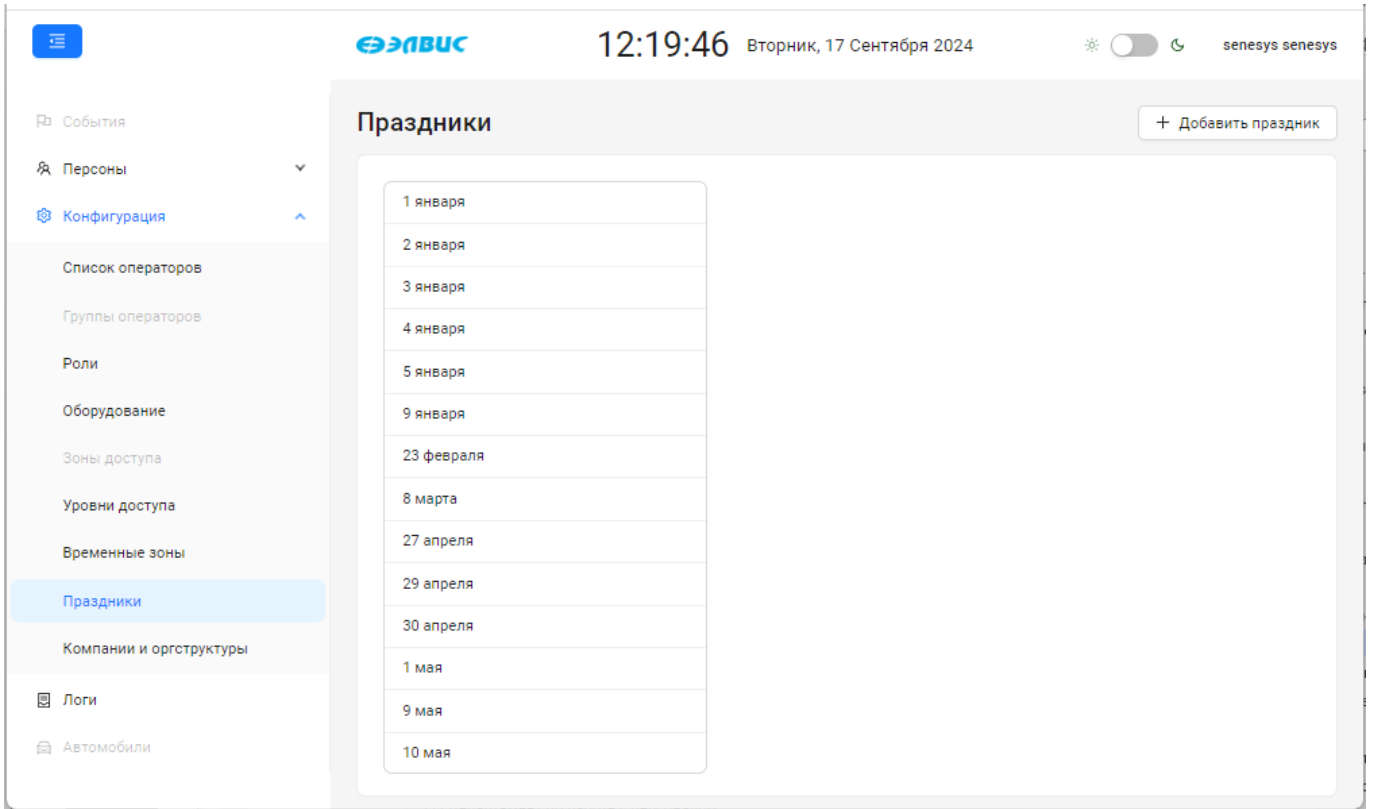 ЭЛВИС
12:19:46 Вторник, 17 Сентября 2024
senesys senesys
События
Персоны
Конфигурация
Список операторов
Группы операторов
Роли
Оборудование
Зоны доступа
Уровни доступа
Временные зоны
Праздники
Компании и оргструктуры
Логи
Автомобили
Праздники
+ Добавить праздник
1 января
2 января
3 января
4 января
5 января
9 января
23 февраля
8 марта
27 апреля
29 апреля
30 апреля
1 мая
9 мая
10 мая